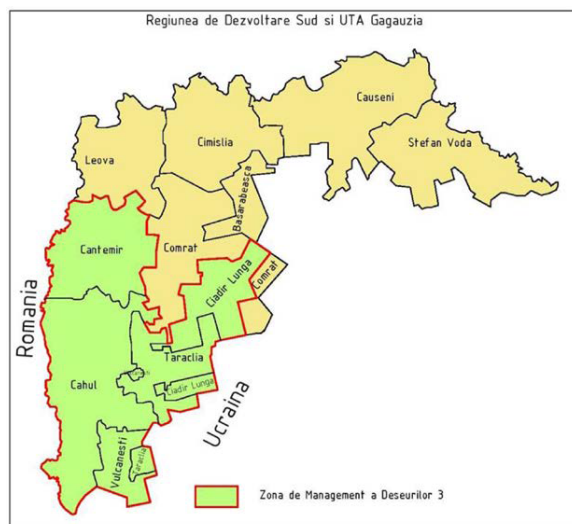 Regiunea de Dezvoltare Sud si UTA Gagauzia
Causeni
Stefan Voda
Cimislia
Leova
Basarabeasca
Comrat
Cantemir
Ciadir Lunga
Comrat
Romania
Taraclia
Cahul
Ciadir Lunga
Ucraina
Vulcanesti
Taraclia
Zona de Management a Deseurilor 3